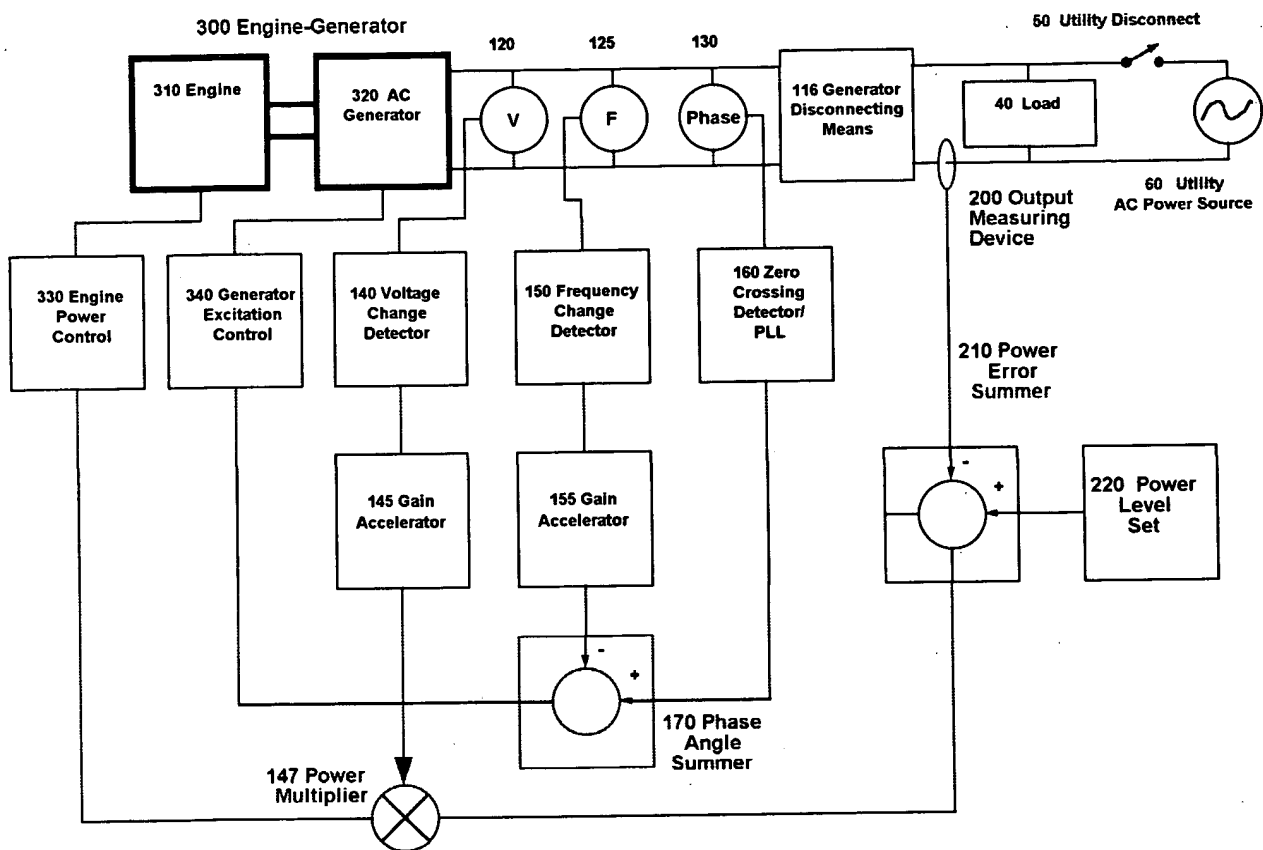 300 Engine-Generator
120
125
130
50 Utility Disconnect
310 Engine
320 AC
Generator
V
F
Phase
116 Generator
Disconnecting
Means
40 Load
60 Utility
AC Power Source
200 Output
Measuring
Device
330 Engine
Power
Control
340 Generator
Excitation
Control
140 Voltage
Change
Detector
150 Frequency
Change
Detector
160 Zero
Crossing
Detector/
PLL
210 Power
Error
Summer
145 Gain
Accelerator
155 Gain
Accelerator
-
+
220 Power
Level
Set
-
+
170 Phase
Angle
Summer
147 Power
Multiplier